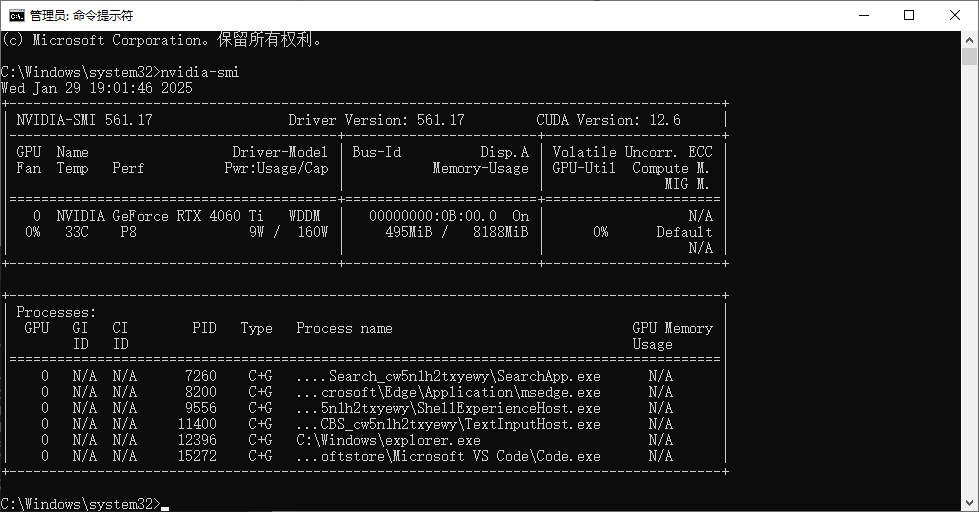 管理员: 命令提示符
(c) Microsoft Corporation。保留所有权利。
C:\Windows\system32>nvidia-smi
Wed Jan 29 19:01:46 2025
NVIDIA-SMI 561.17 Driver Version: 561.17 CUDA Version: 12.6
GPU Name Driver-Model Bus-Id Disp.A Volatile Uncorr. ECC
Fan Temp Perf Pwr:Usage/Cap Memory-Usage GPU-Util Compute M.
MIG M.
0 NVIDIA GeForce RTX 4060 Ti WDDM 00000000:0B:00.0 On N/A
0% 33C P8 9W / 160W 495MiB / 8188MiB 0% Default
N/A
Processes:
GPU GI CI PID Type Process name GPU Memory
ID ID Usage
0 N/A N/A 7260 C+G ....Search_cw5n1h2txyewy\SearchApp.exe N/A
0 N/A N/A 8200 C+G ...crosoft\Edge\Application\msedge.exe N/A
0 N/A N/A 9556 C+G ...5n1h2txyewy\ShellExperienceHost.exe N/A
0 N/A N/A 11400 C+G ...CBS_cw5n1h2txyewy\TextInputHost.exe N/A
0 N/A N/A 12396 C+G C:\Windows\explorer.exe N/A
0 N/A N/A 15272 C+G ...oftstore\Microsoft VS Code\Code.exe N/A
C:\Windows\system32>